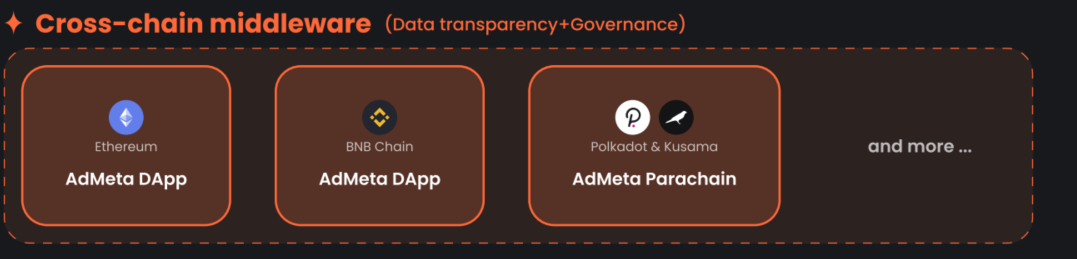 Cross-chain middleware (Data transparency+Governance)
Ethereum
AdMeta DApp
BNB Chain
AdMeta DApp
Polkadot & Kusama
AdMeta Parachain
and more ...